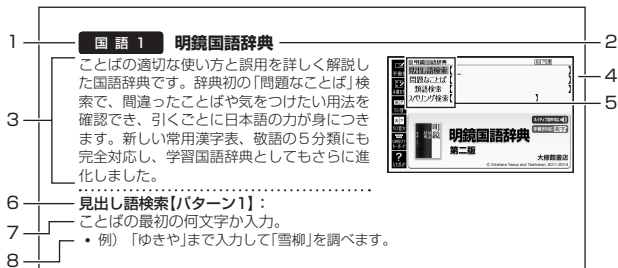 1
国語1 明鏡国語辞典
2
ことばの適切な使い方と誤用を詳しく解説し
た国語辞典です。辞典初の「問題なことば」検
索で、間違ったことばや気をつけたい用法を
確認でき、引くごとに日本語の力が身につき
ます。新しい常用漢字表、敬語の5分類にも
完全対応し、学習国語辞典としてもさらに進
化しました。
3
見出し語検索
問題なことば
類語検索
スペリング検索
4
5
明鏡
明鏡国語辞典
第二版
大修館書店
© Kitahara Yasuo and Taishukan, 2011-2014
6
見出し語検索【パターン1】:
7
ことばの最初の何文字か入力。
8
• 例) 「ゆきや」まで入力して「雪柳」を調べます。